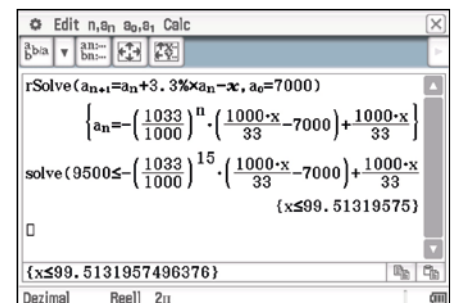 Edit n,aₙ a₀,a₁ Calc
rSolve(aₙ₊₁=aₙ+3.3%×aₙ−x,a₀=7000)
{aₙ=−(1033/1000)ⁿ·(1000·x/33−7000)+1000·x/33}
solve(9500≤−(1033/1000)¹⁵·(1000·x/33−7000)+1000·x/33
{x≤99.51319575}
{x≤99.5131957496376}
Dezimal Reell 2π